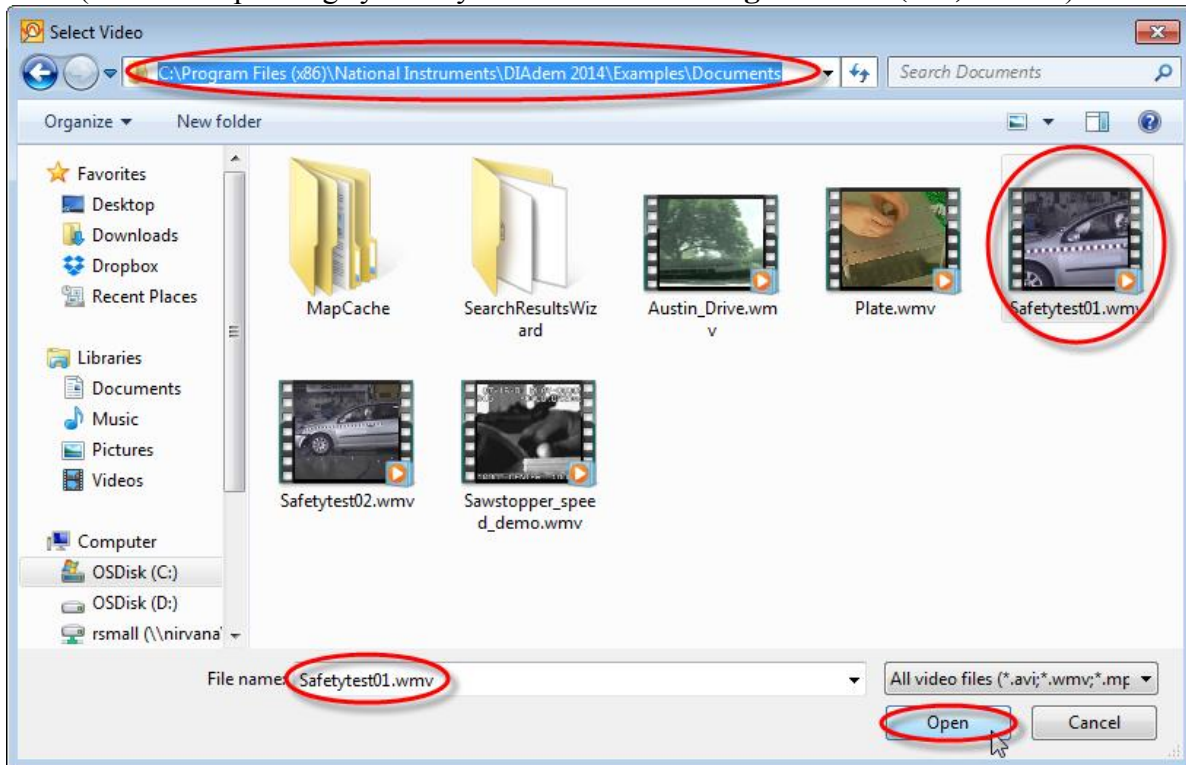 Select Video
C:\Program Files (x86)\National Instruments\DIAdem 2014\Examples\Documents
Search Documents
Organize
New folder
Favorites
Desktop
Downloads
Dropbox
Recent Places
Libraries
Documents
Music
Pictures
Videos
Computer
OSDisk (C:)
OSDisk (D:)
rsmall (\\nirvana
MapCache
SearchResultsWiz
ard
Austin_Drive.wm
v
Plate.wmv
Safetytest01.wmv
Safetytest02.wmv
Sawstopper_spee
d_demo.wmv
File name:
Safetytest01.wmv
All video files (*.avi;*.wmv;*.mp
Open
Cancel